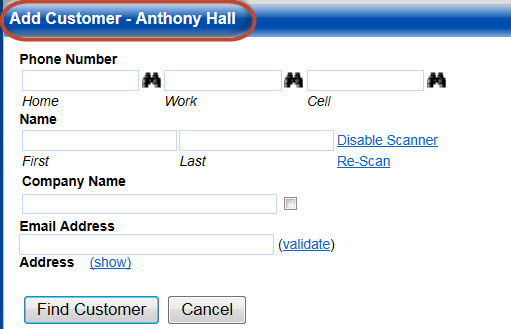 Add Customer - Anthony Hall
Phone Number
Home Work Cell
Name
Disable Scanner
First Last Re-Scan
Company Name
Email Address
(validate)
Address (show)
Find Customer Cancel